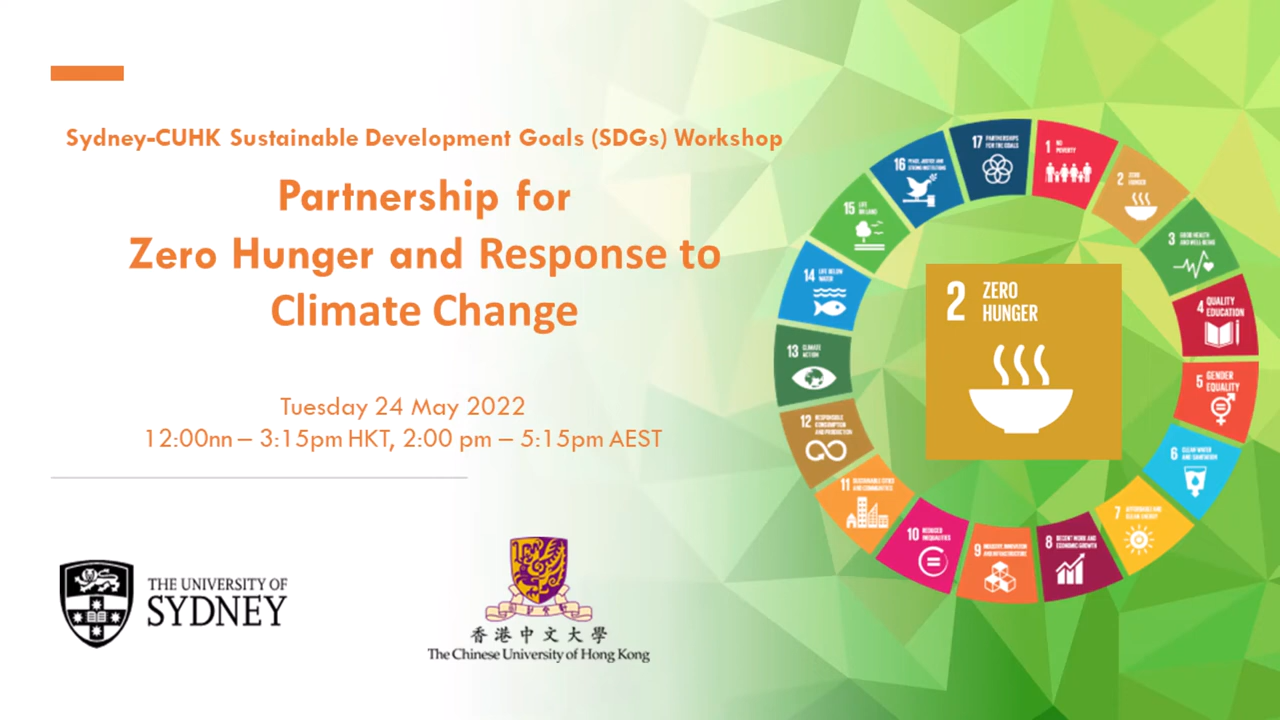 Sydney-CUHK Sustainable Development Goals (SDGs) Workshop
Partnership for
Zero Hunger and Response to
Climate Change
Tuesday 24 May 2022
12:00nn – 3:15pm HKT, 2:00 pm – 5:15pm AEST
THE UNIVERSITY OF
SYDNEY
香港中文大學
The Chinese University of Hong Kong
2 ZERO
HUNGER
1 NO
POVERTY
2 ZERO
HUNGER
3 GOOD HEALTH
AND WELL-BEING
4 QUALITY
EDUCATION
5 GENDER
EQUALITY
6 CLEAN WATER
AND SANITATION
7 AFFORDABLE AND
CLEAN ENERGY
8 DECENT WORK AND
ECONOMIC GROWTH
9 INDUSTRY, INNOVATION
AND INFRASTRUCTURE
10 REDUCED
INEQUALITIES
11 SUSTAINABLE CITIES
AND COMMUNITIES
12 RESPONSIBLE
CONSUMPTION
AND PRODUCTION
13 CLIMATE
ACTION
14 LIFE BELOW
WATER
15 LIFE
ON LAND
16 PEACE, JUSTICE AND
STRONG INSTITUTIONS
17 PARTNERSHIPS
FOR THE GOALS